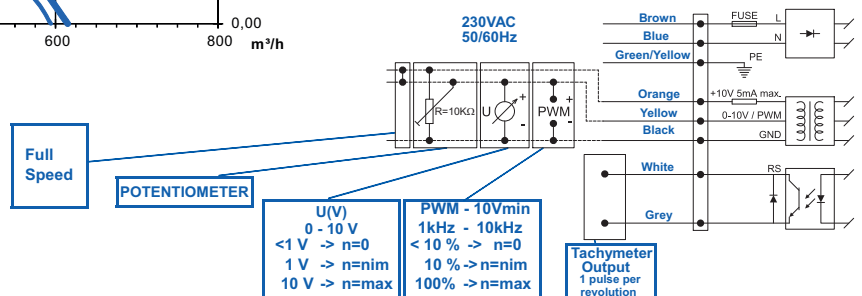 0,00
600
800
m³/h
230VAC
50/60Hz
Brown
FUSE
L
Blue
N
Green/Yellow
PE
Orange
+10V 5mA max.
Yellow
0-10V / PWM
Black
GND
R=10KΩ
U
+
-
PWM
+
-
White
RS
Grey
Full
Speed
POTENTIOMETER
U(V)
0 - 10 V
<1 V -> n=0
1 V -> n=nim
10 V -> n=max
PWM - 10Vmin
1kHz - 10kHz
< 10 % -> n=0
10 % -> n=nim
100% -> n=max
Tachymeter
Output
1 pulse per
revolution